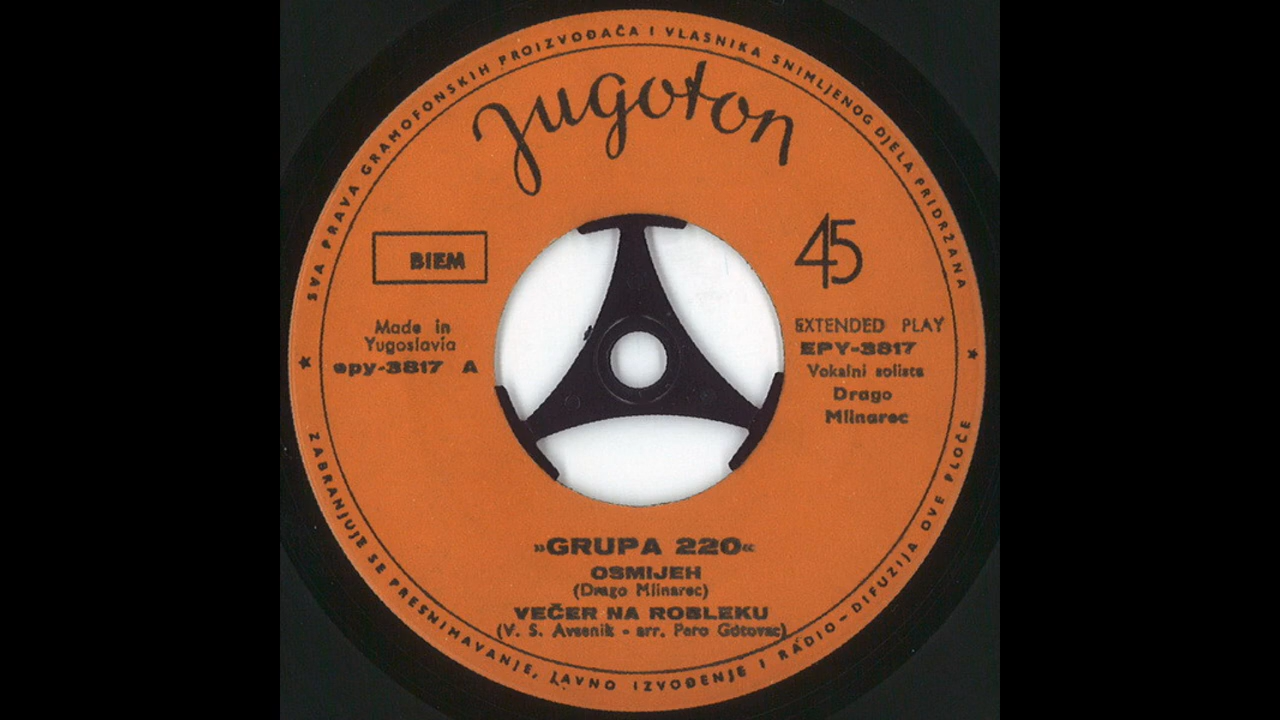 SVA PRAVA GRAMOFONSKIH PROIZVOĐAČA I VLASNIKA SNIMLJENOG DJELA PRIDRŽANA
Jugoton
BIEM
45
Made in
Yugoslavia
epy-3817 A
EXTENDED PLAY
EPY-3817
Vokalni solista
Drago
Mlinarec
»GRUPA 220«
OSMIJEH
(Drago Mlinarec)
VEČER NA ROBLEKU
(V. S. Avsenik - arr. Pero Gotovac)
ZABRANJUJE SE PRESNIMAVANJE, JAVNO IZVOĐENJE I RADIO-DIFUZIJA OVE PLOČE